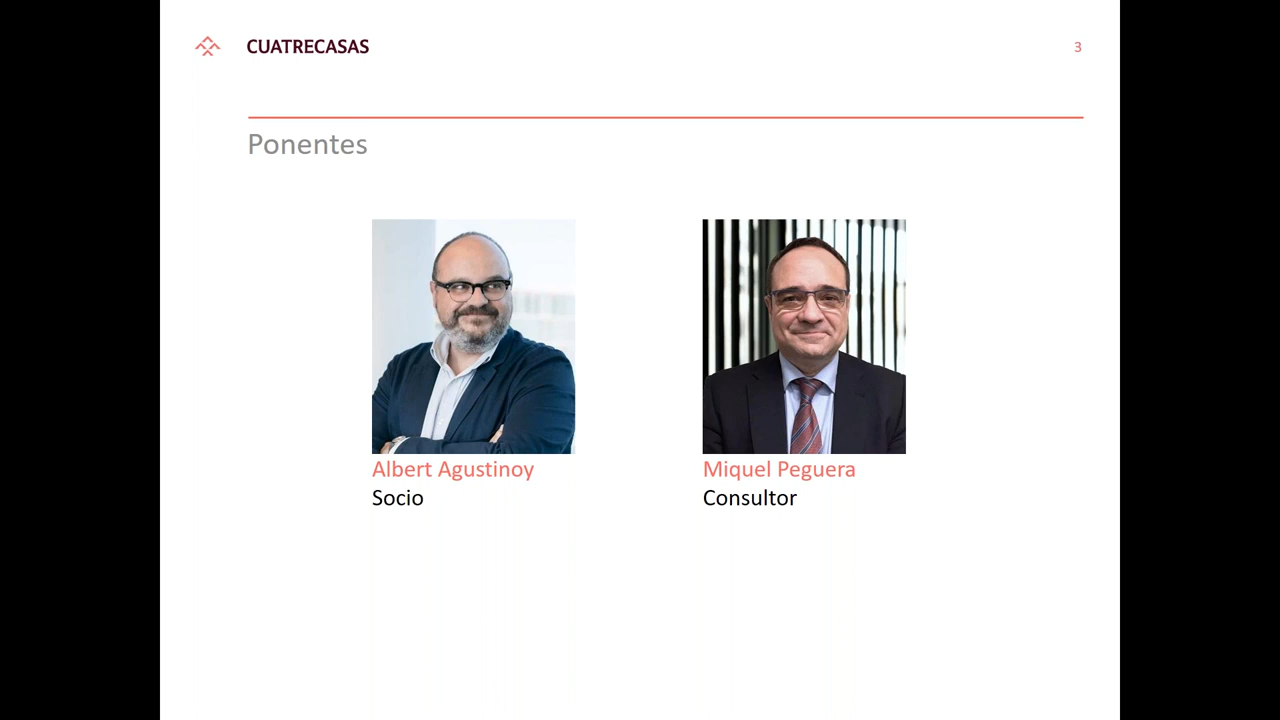 CUATRECASAS
3
Ponentes
Albert Agustinoy
Socio
Miquel Peguera
Consultor